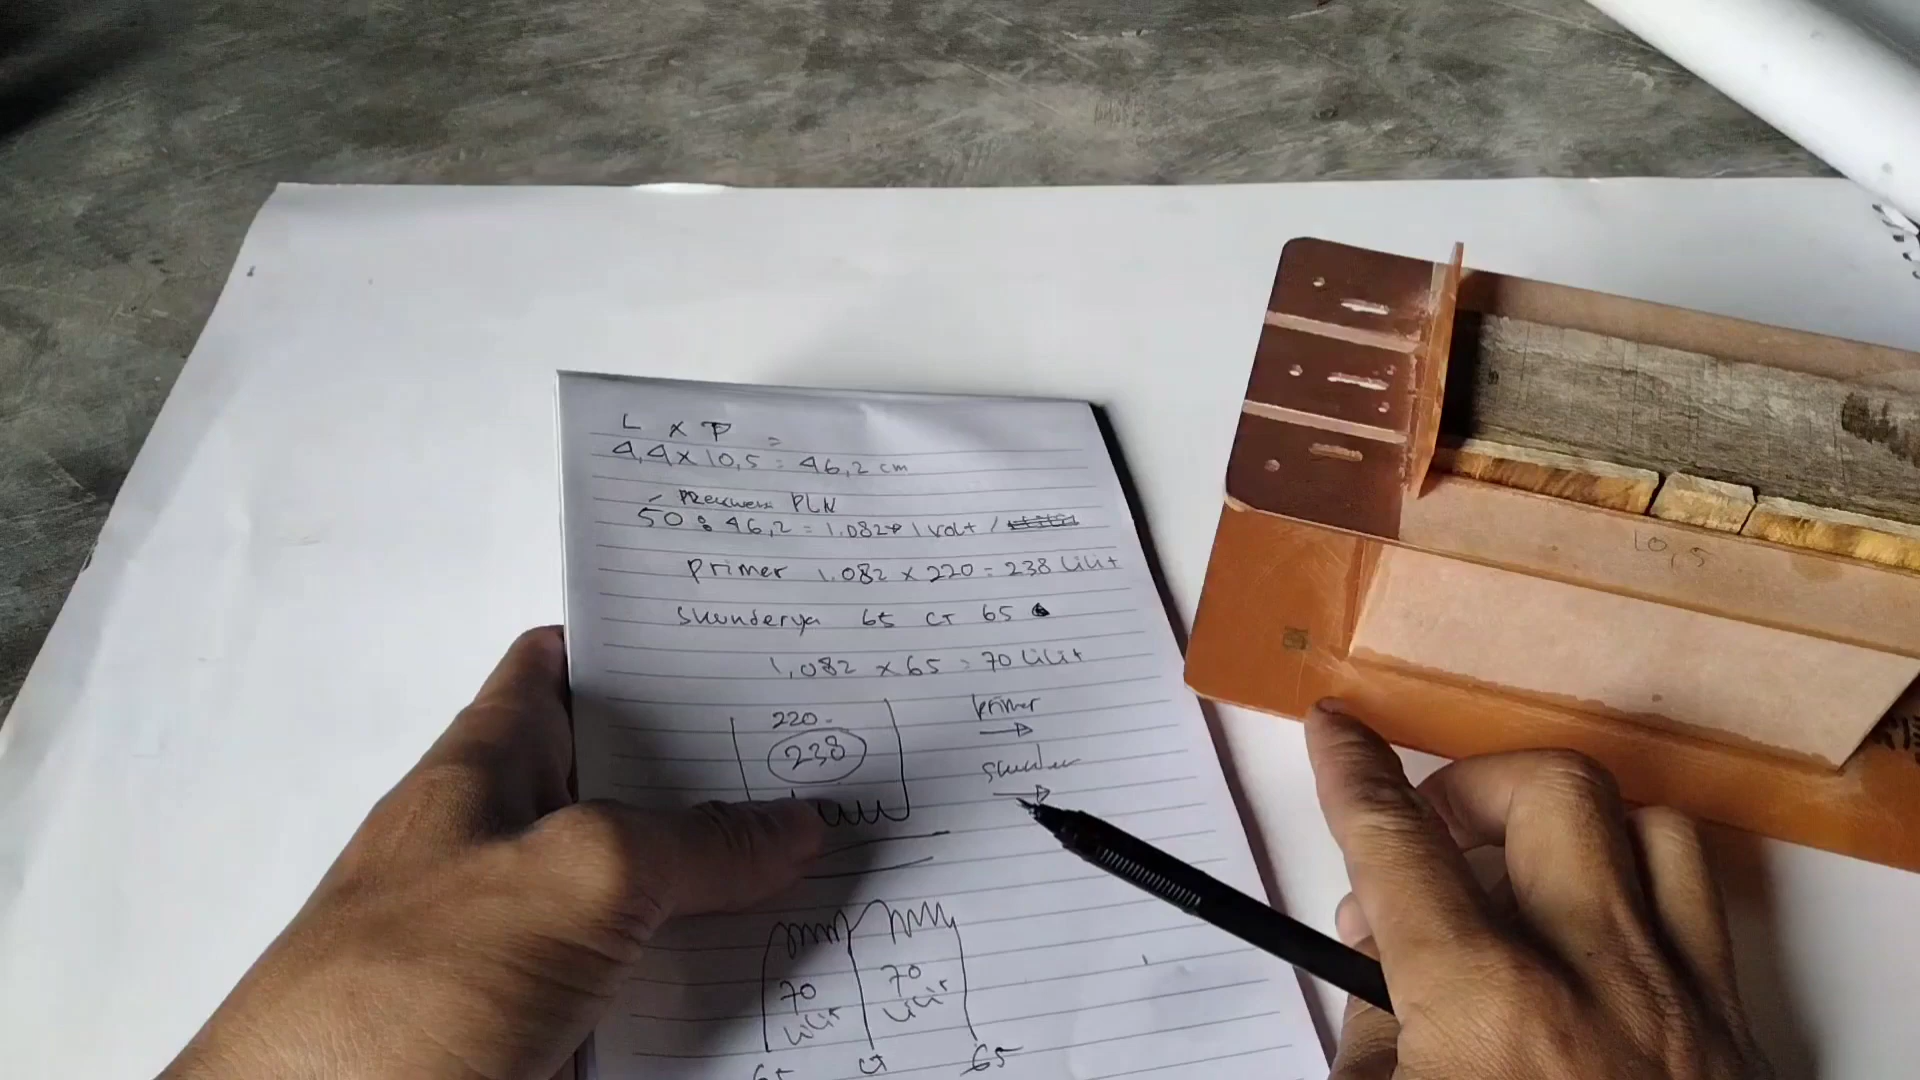 L x P =
4,4 x 10,5 = 46,2 cm
PLN
50 : 46,2 = 1.082 1 volt /
Primer 1.082 x 220 = 238 Lilit
Skunderya 65 CT 65
1,082 x 65 = 70 Lilit
220
238
primer
skunder
70 Lilit
70 Lilit
65 CT 65
10,5